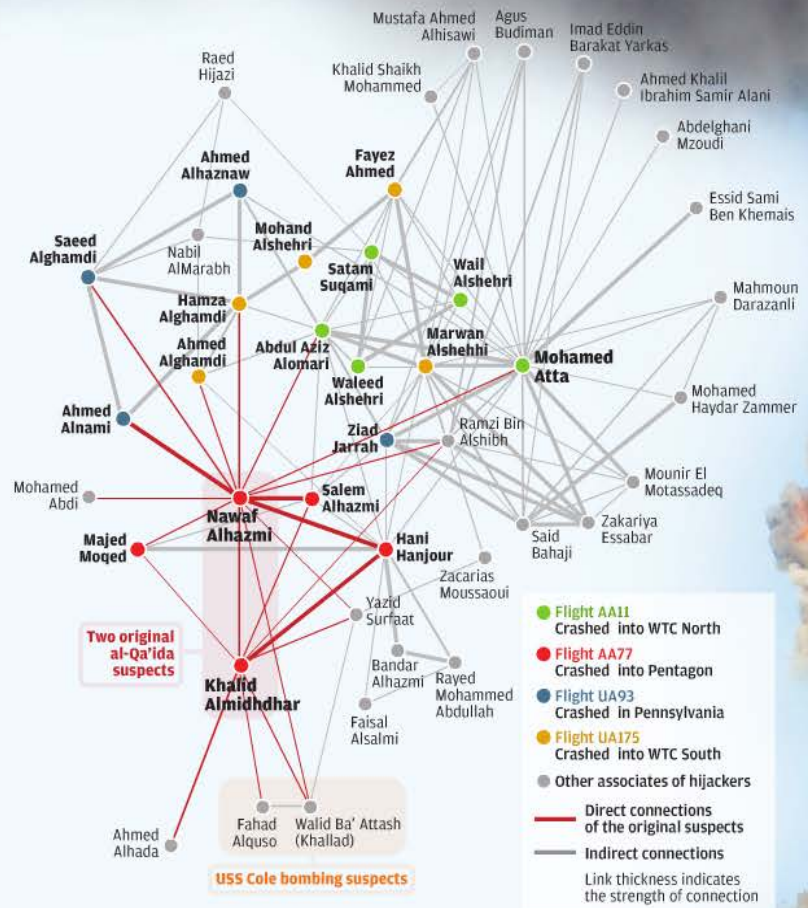 Mustafa Ahmed
Alhisawi
Agus
Budiman
Imad Eddin
Barakat Yarkas
Raed
Hijazi
Khalid Shaikh
Mohammed
Ahmed Khalil
Ibrahim Samir Alani
Abdelghani
Mzoudi
Ahmed
Alhaznaw
Fayez
Ahmed
Essid Sami
Ben Khemais
Saeed
Alghamdi
Nabil
AlMarabh
Mohand
Alshehri
Satam
Suqami
Wail
Alshehri
Mahmoun
Darazanli
Hamza
Alghamdi
Ahmed
Alghamdi
Abdul Aziz
Alomari
Marwan
Alshehhi
Mohamed
Atta
Waleed
Alshehri
Mohamed
Haydar Zammer
Ahmed
Alnami
Ziad
Jarrah
Ramzi Bin
Alshibh
Mounir El
Motassadeq
Mohamed
Abdi
Nawaf
Alhazmi
Salem
Alhazmi
Said
Bahaji
Zakariya
Essabar
Majed
Moqed
Hani
Hanjour
Zacarias
Moussaoui
Yazid
Surfaat
Two original
al-Qa'ida
suspects
Khalid
Almidhdhar
Bandar
Alhazmi
Rayed
Mohammed
Abdullah
Faisal
Alsalmi
Ahmed
Alhada
Fahad
Alquso
Walid Ba' Attash
(Khallad)
USS Cole bombing suspects
Flight AA11
Crashed into WTC North
Flight AA77
Crashed into Pentagon
Flight UA93
Crashed in Pennsylvania
Flight UA175
Crashed into WTC South
Other associates of hijackers
Direct connections
of the original suspects
Indirect connections
Link thickness indicates
the strength of connection